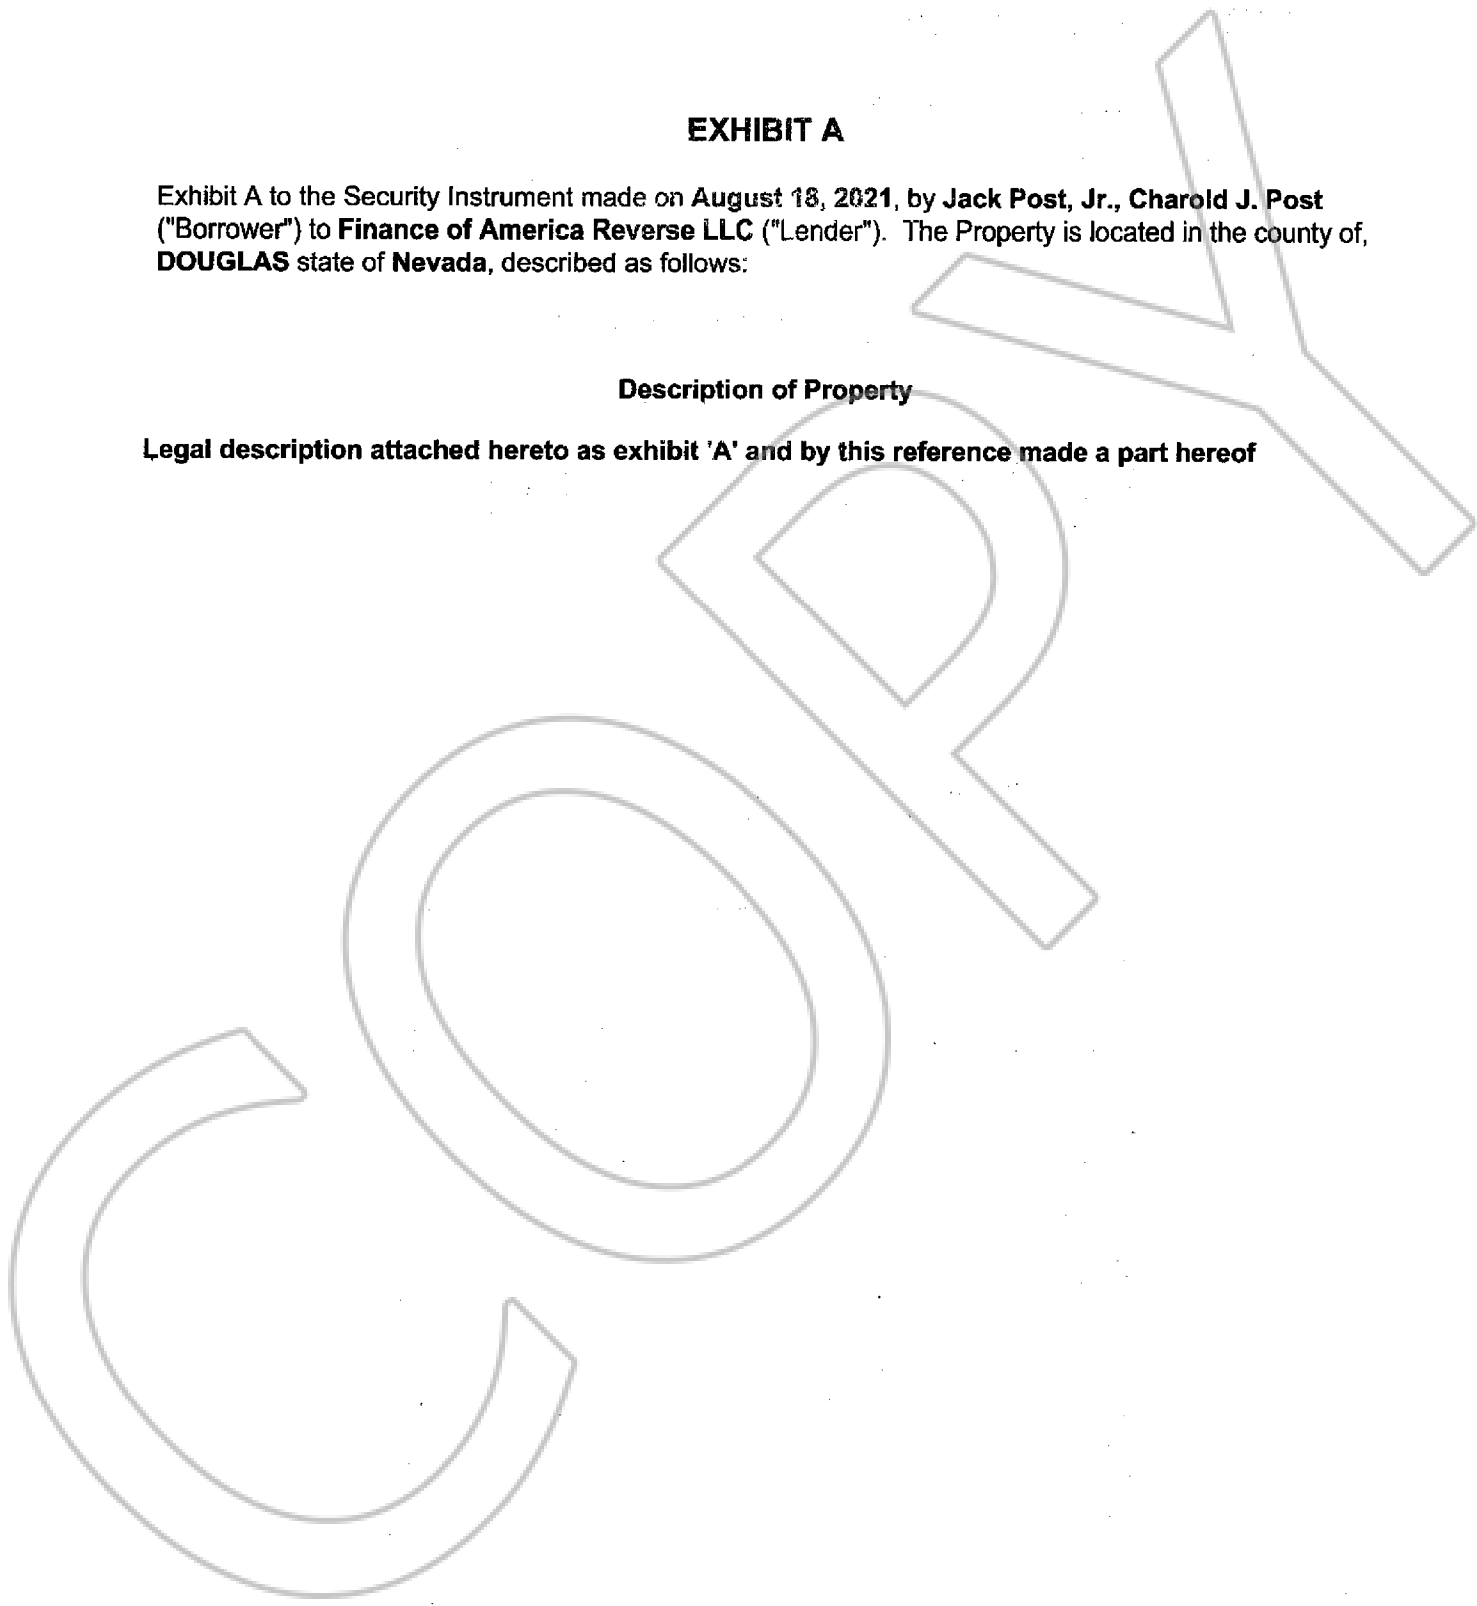 EXHIBIT A
Exhibit A to the Security Instrument made on August 18, 2021, by Jack Post, Jr., Charold J. Post
("Borrower") to Finance of America Reverse LLC ("Lender").  The Property is located in the county of,
DOUGLAS state of Nevada, described as follows:
Description of Property
Legal description attached hereto as exhibit 'A' and by this reference made a part hereof
COPY